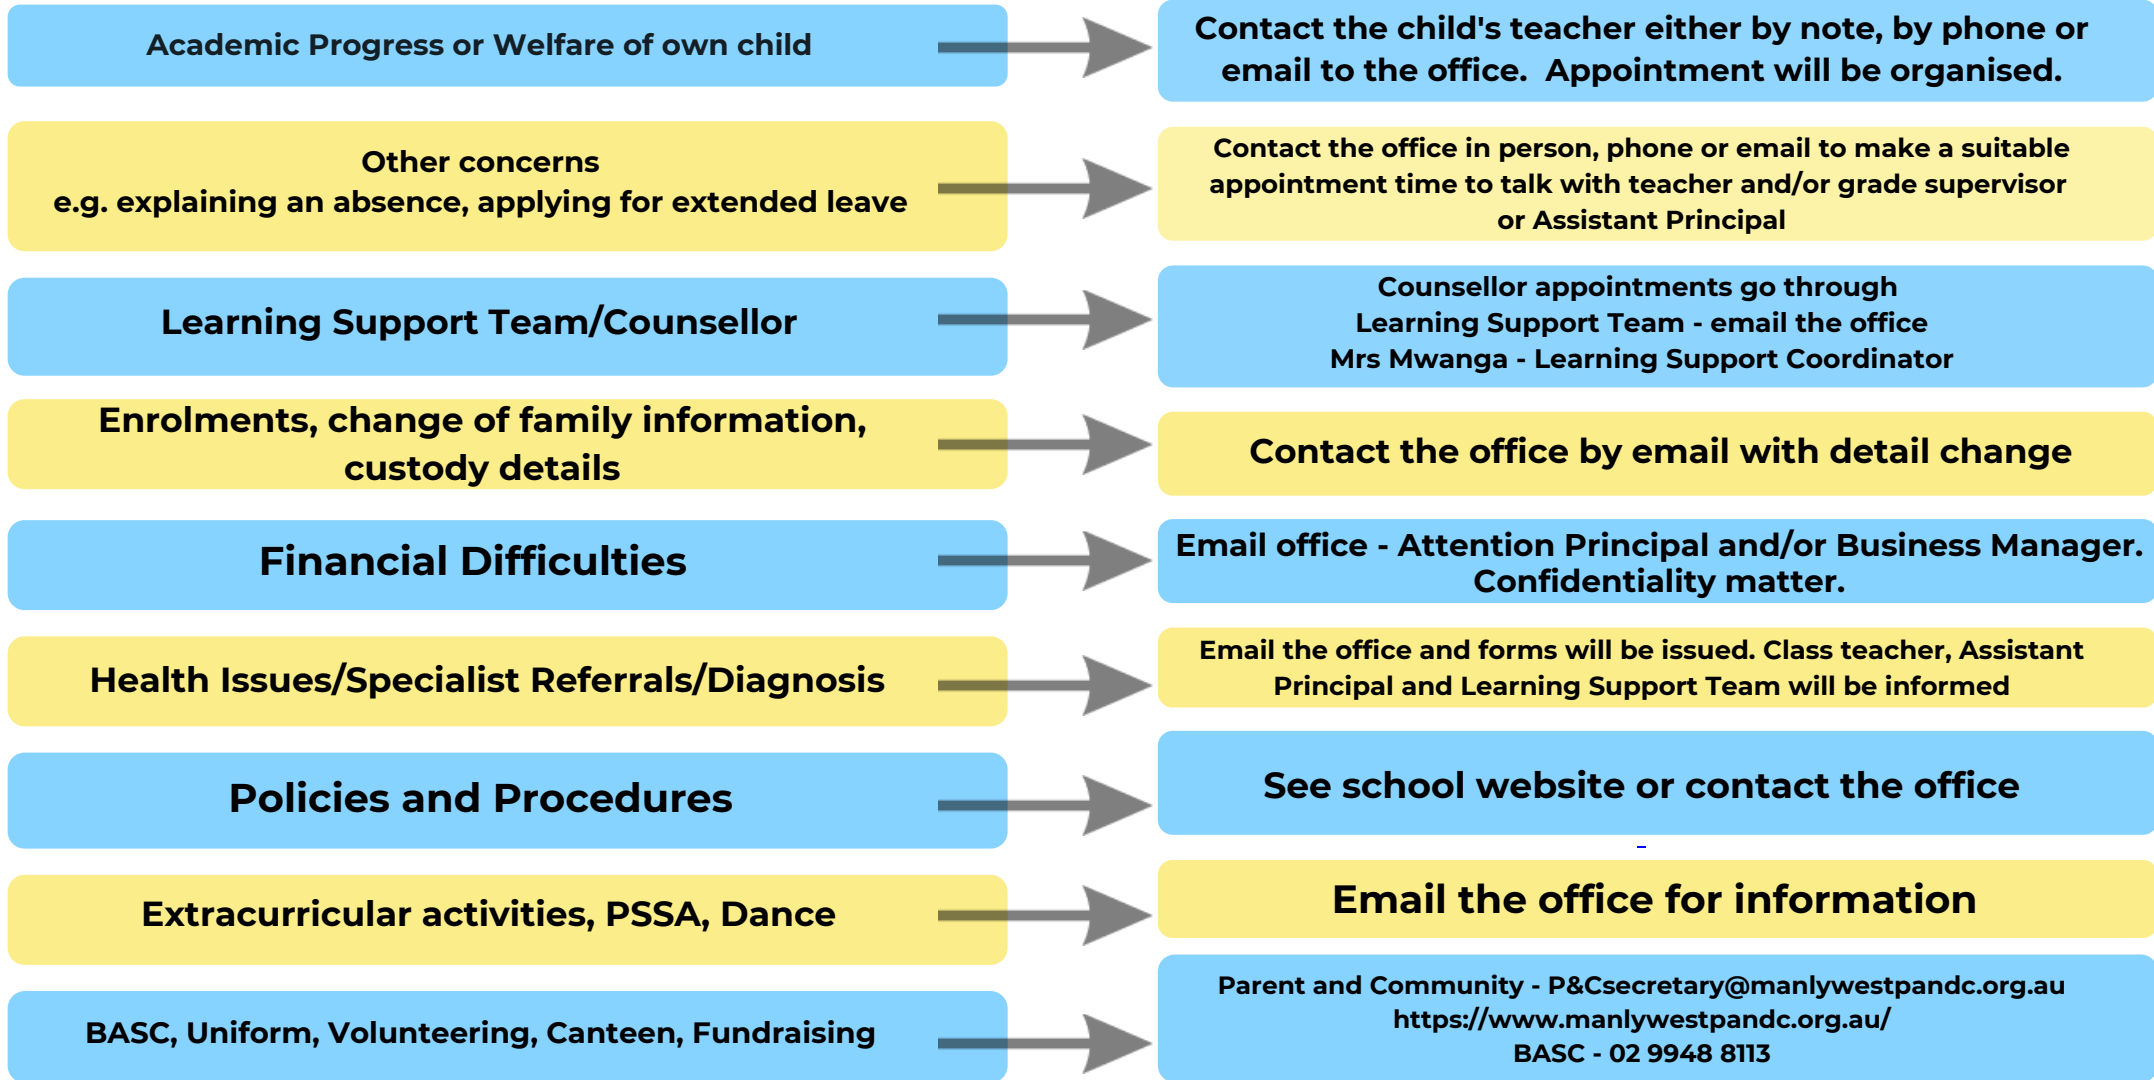 Academic Progress or Welfare of own child
Contact the child's teacher either by note, by phone or
email to the office.  Appointment will be organised.
Other concerns
e.g. explaining an absence, applying for extended leave
Contact the office in person, phone or email to make a suitable
appointment time to talk with teacher and/or grade supervisor
or Assistant Principal
Learning Support Team/Counsellor
Counsellor appointments go through
Learning Support Team - email the office
Mrs Mwanga - Learning Support Coordinator
Enrolments, change of family information,
custody details
Contact the office by email with detail change
Financial Difficulties
Email office - Attention Principal and/or Business Manager.
Confidentiality matter.
Health Issues/Specialist Referrals/Diagnosis
Email the office and forms will be issued. Class teacher, Assistant
Principal and Learning Support Team will be informed
Policies and Procedures
See school website or contact the office
Extracurricular activities, PSSA, Dance
Email the office for information
BASC, Uniform, Volunteering, Canteen, Fundraising
Parent and Community - P&Csecretary@manlywestpandc.org.au
https://www.manlywestpandc.org.au/
BASC - 02 9948 8113